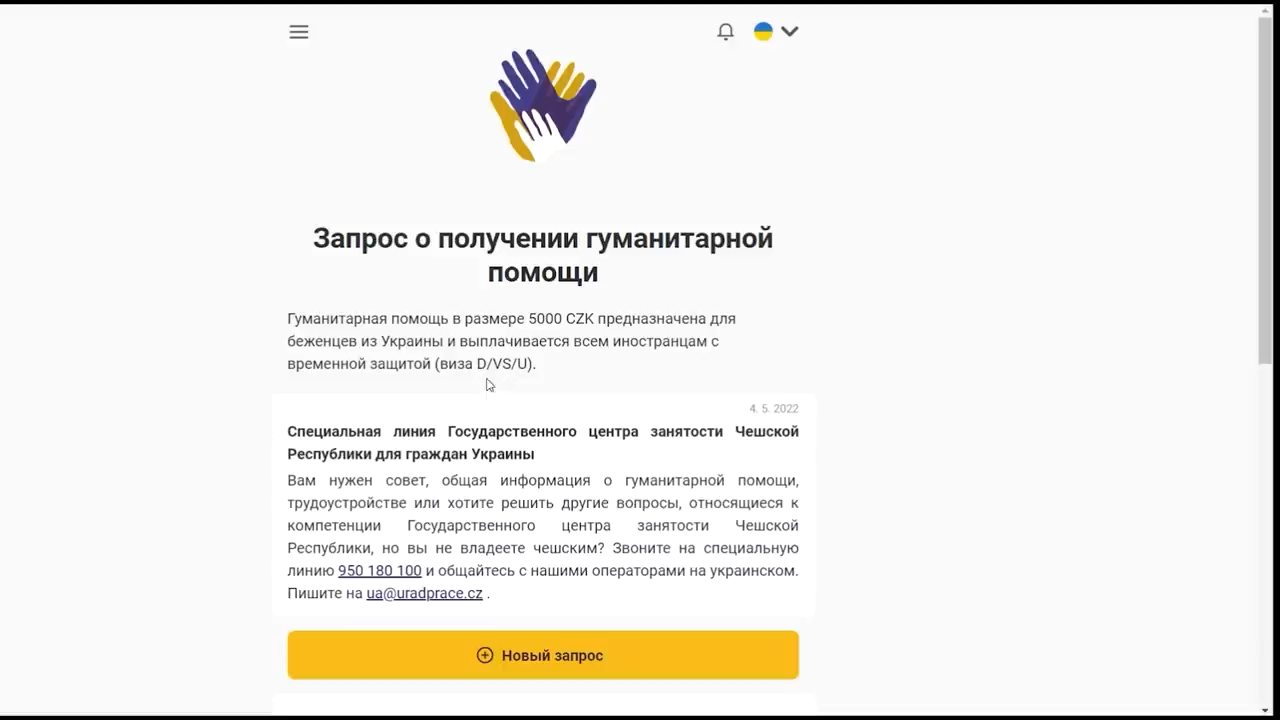 Запрос о получении гуманитарной
помощи
Гуманитарная помощь в размере 5000 CZK предназначена для
беженцев из Украины и выплачивается всем иностранцам с
временной защитой (виза D/VS/U).
4. 5. 2022
Специальная линия Государственного центра занятости Чешской
Республики для граждан Украины
Вам нужен совет, общая информация о гуманитарной помощи,
трудоустройстве или хотите решить другие вопросы, относящиеся к
компетенции Государственного центра занятости Чешской
Республики, но вы не владеете чешским? Звоните на специальную
линию 950 180 100 и общайтесь с нашими операторами на украинском.
Пишите на ua@uradprace.cz .
Новый запрос